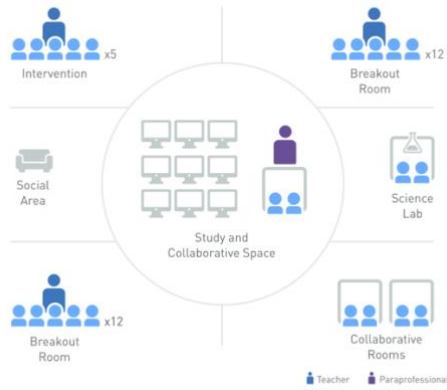 x5
Intervention
x12
Breakout
Room
Social
Area
Study and
Collaborative Space
Science
Lab
x12
Breakout
Room
Collaborative
Rooms
Teacher
Paraprofessional